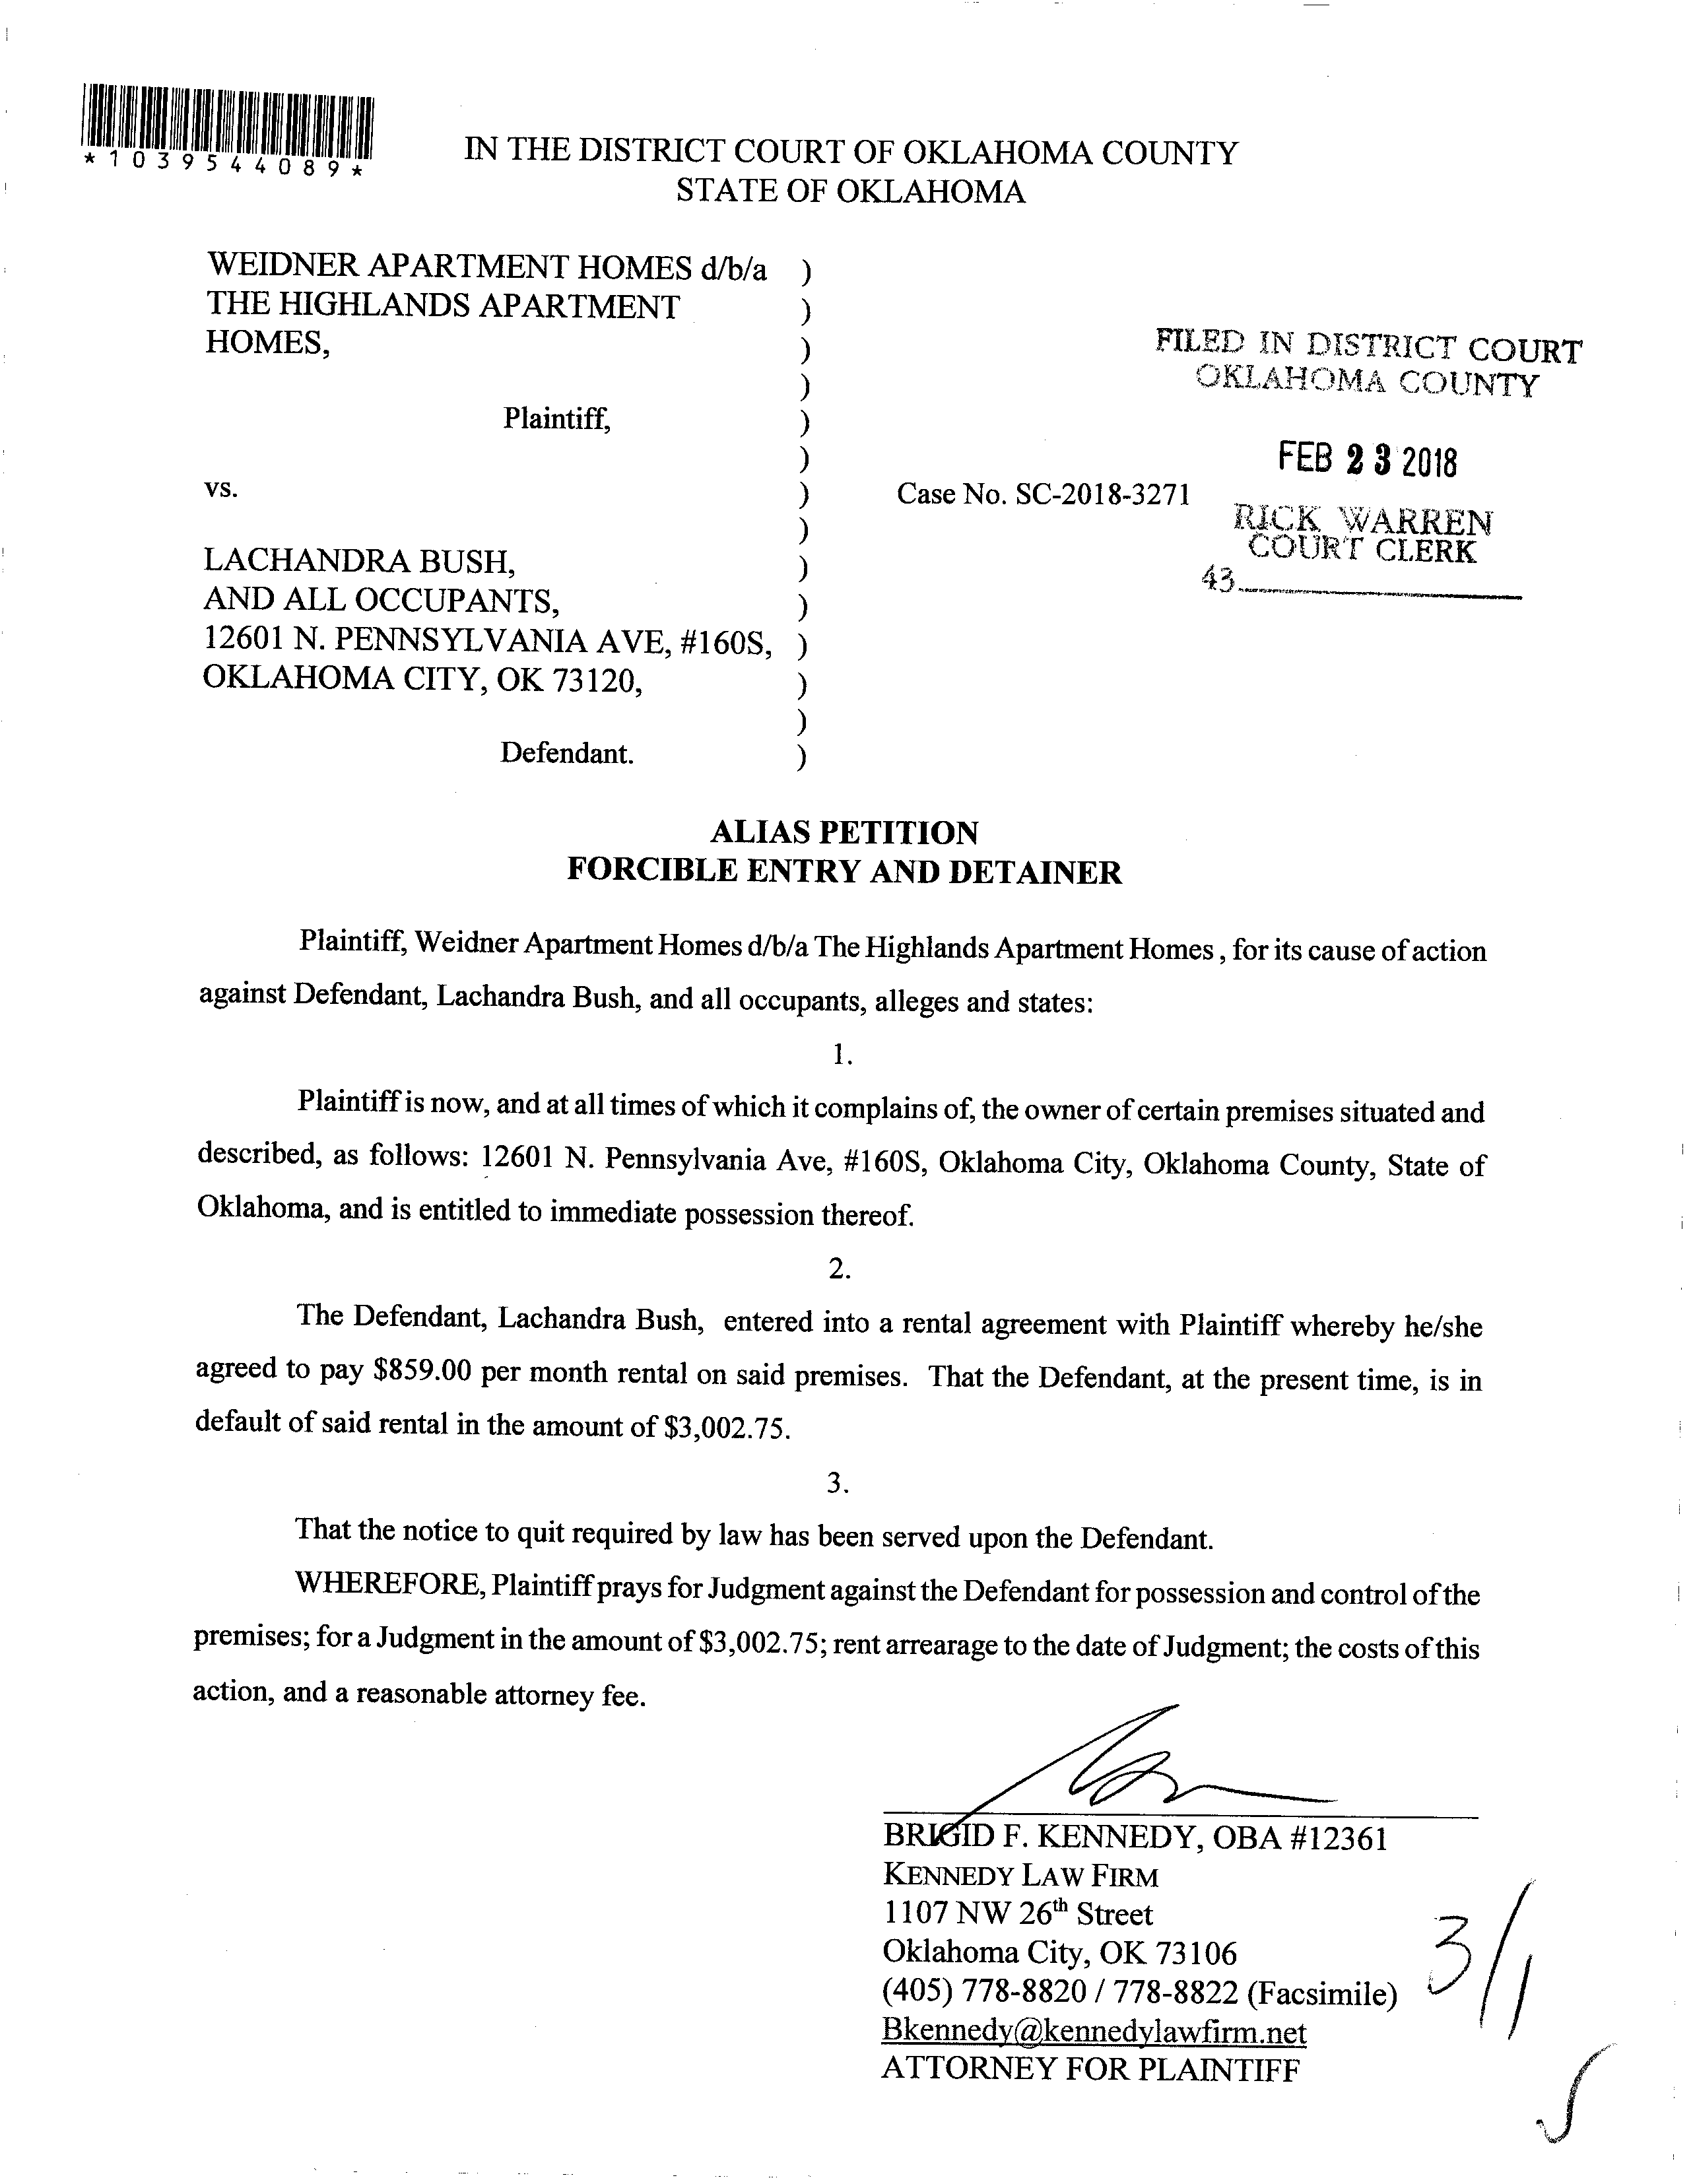 *1039544089*
IN THE DISTRICT COURT OF OKLAHOMA COUNTY
STATE OF OKLAHOMA
WEIDNER APARTMENT HOMES d/b/a )
THE HIGHLANDS APARTMENT )
HOMES, )
)
Plaintiff, )
)
vs. )
)
LACHANDRA BUSH, )
AND ALL OCCUPANTS, )
12601 N. PENNSYLVANIA AVE, #160S, )
OKLAHOMA CITY, OK 73120, )
)
Defendant. )
Case No. SC-2018-3271
FILED IN DISTRICT COURT
OKLAHOMA COUNTY
FEB 23 2018
RICK WARREN
COURT CLERK
43
ALIAS PETITION
FORCIBLE ENTRY AND DETAINER
Plaintiff, Weidner Apartment Homes d/b/a The Highlands Apartment Homes , for its cause of action
against Defendant, Lachandra Bush, and all occupants, alleges and states:
1.
Plaintiff is now, and at all times of which it complains of, the owner of certain premises situated and
described, as follows: 12601 N. Pennsylvania Ave, #160S, Oklahoma City, Oklahoma County, State of
Oklahoma, and is entitled to immediate possession thereof.
2.
The Defendant, Lachandra Bush, entered into a rental agreement with Plaintiff whereby he/she
agreed to pay $859.00 per month rental on said premises. That the Defendant, at the present time, is in
default of said rental in the amount of $3,002.75.
3.
That the notice to quit required by law has been served upon the Defendant.
WHEREFORE, Plaintiff prays for Judgment against the Defendant for possession and control of the
premises; for a Judgment in the amount of $3,002.75; rent arrearage to the date of Judgment; the costs of this
action, and a reasonable attorney fee.
BRIGID F. KENNEDY, OBA #12361
KENNEDY LAW FIRM
1107 NW 26th Street
Oklahoma City, OK 73106
(405) 778-8820 / 778-8822 (Facsimile)
Bkennedy@kennedylawfirm.net
ATTORNEY FOR PLAINTIFF
3/1